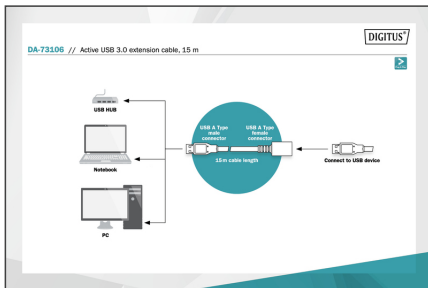 DIGITUS®
DA-73106 // Active USB 3.0 extension cable, 15 m
USB HUB
USB A Type
male
connector
USB A Type
female
connector
15 m cable length
Notebook
Connect to USB device
PC